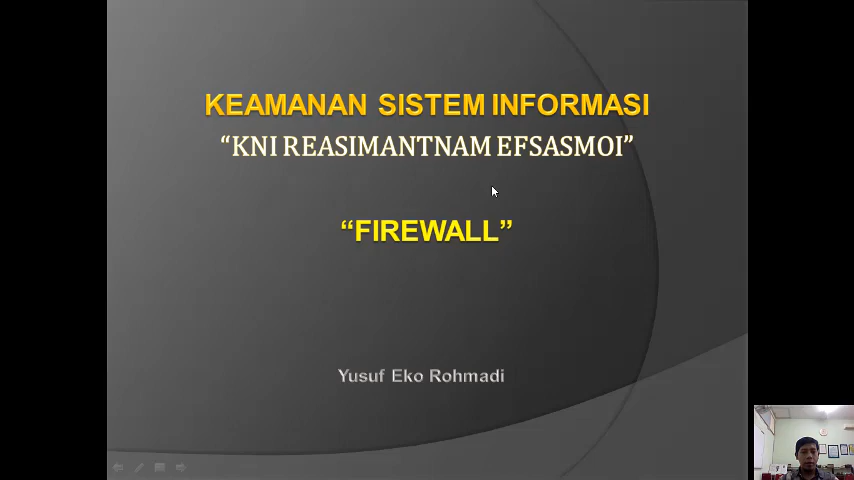 KEAMANAN SISTEM INFORMASI
“KNI REASIMANTNAM EFSASMOI”
“FIREWALL”
Yusuf Eko Rohmadi